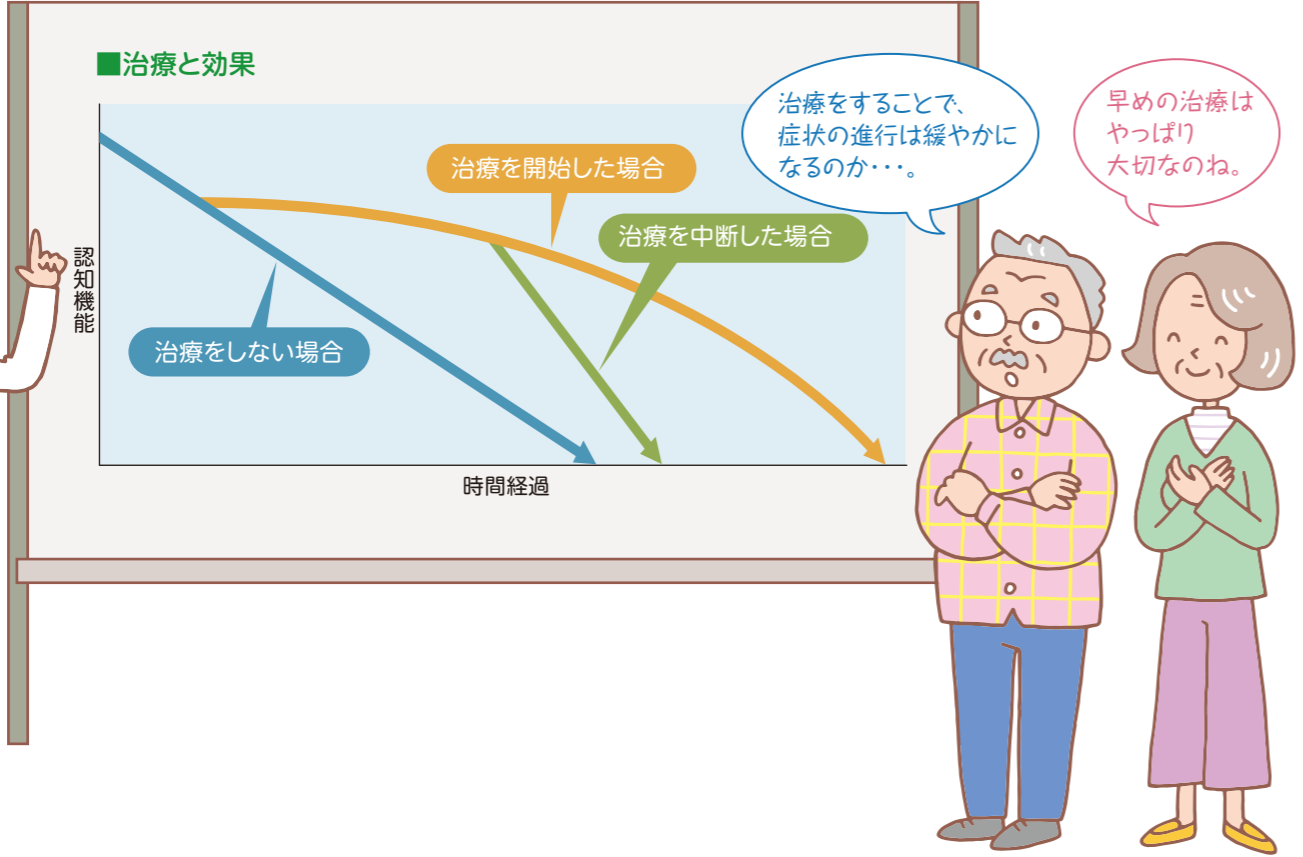 ■治療と効果
治療をすることで、
症状の進行は緩やかに
なるのか・・・。
早めの治療は
やっぱり
大切なのね。
治療を開始した場合
治療を中断した場合
治療をしない場合
認知機能
時間経過